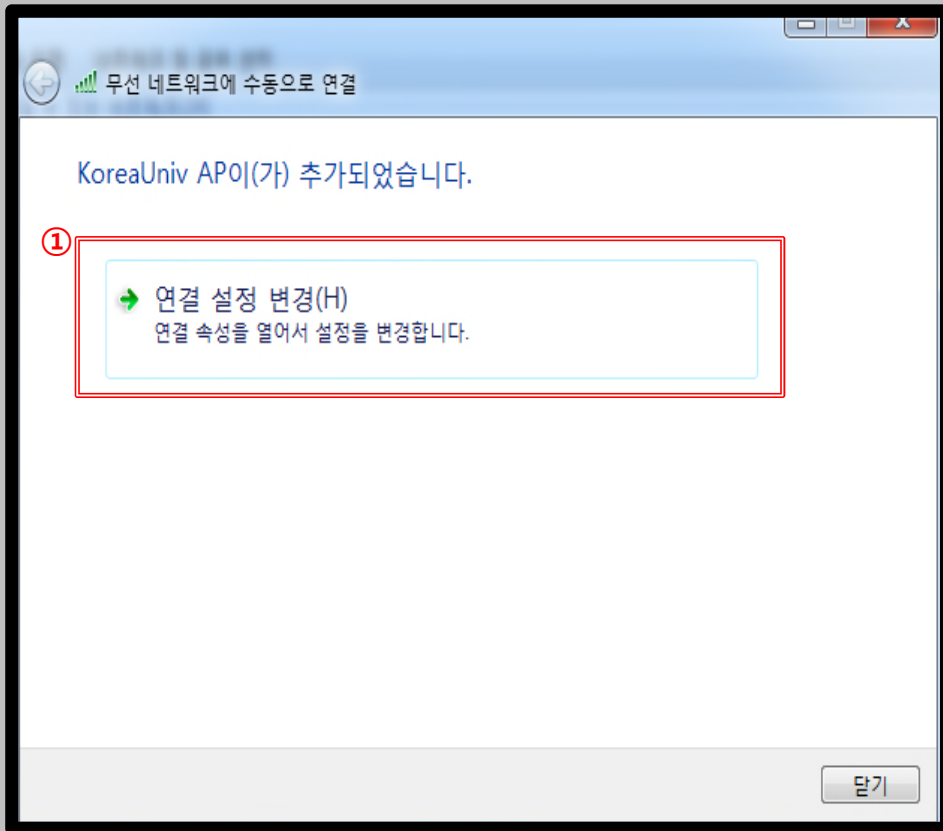 무선 네트워크에 수동으로 연결
KoreaUniv AP이(가) 추가되었습니다.
①
연결 설정 변경(H)
연결 속성을 열어서 설정을 변경합니다.
닫기